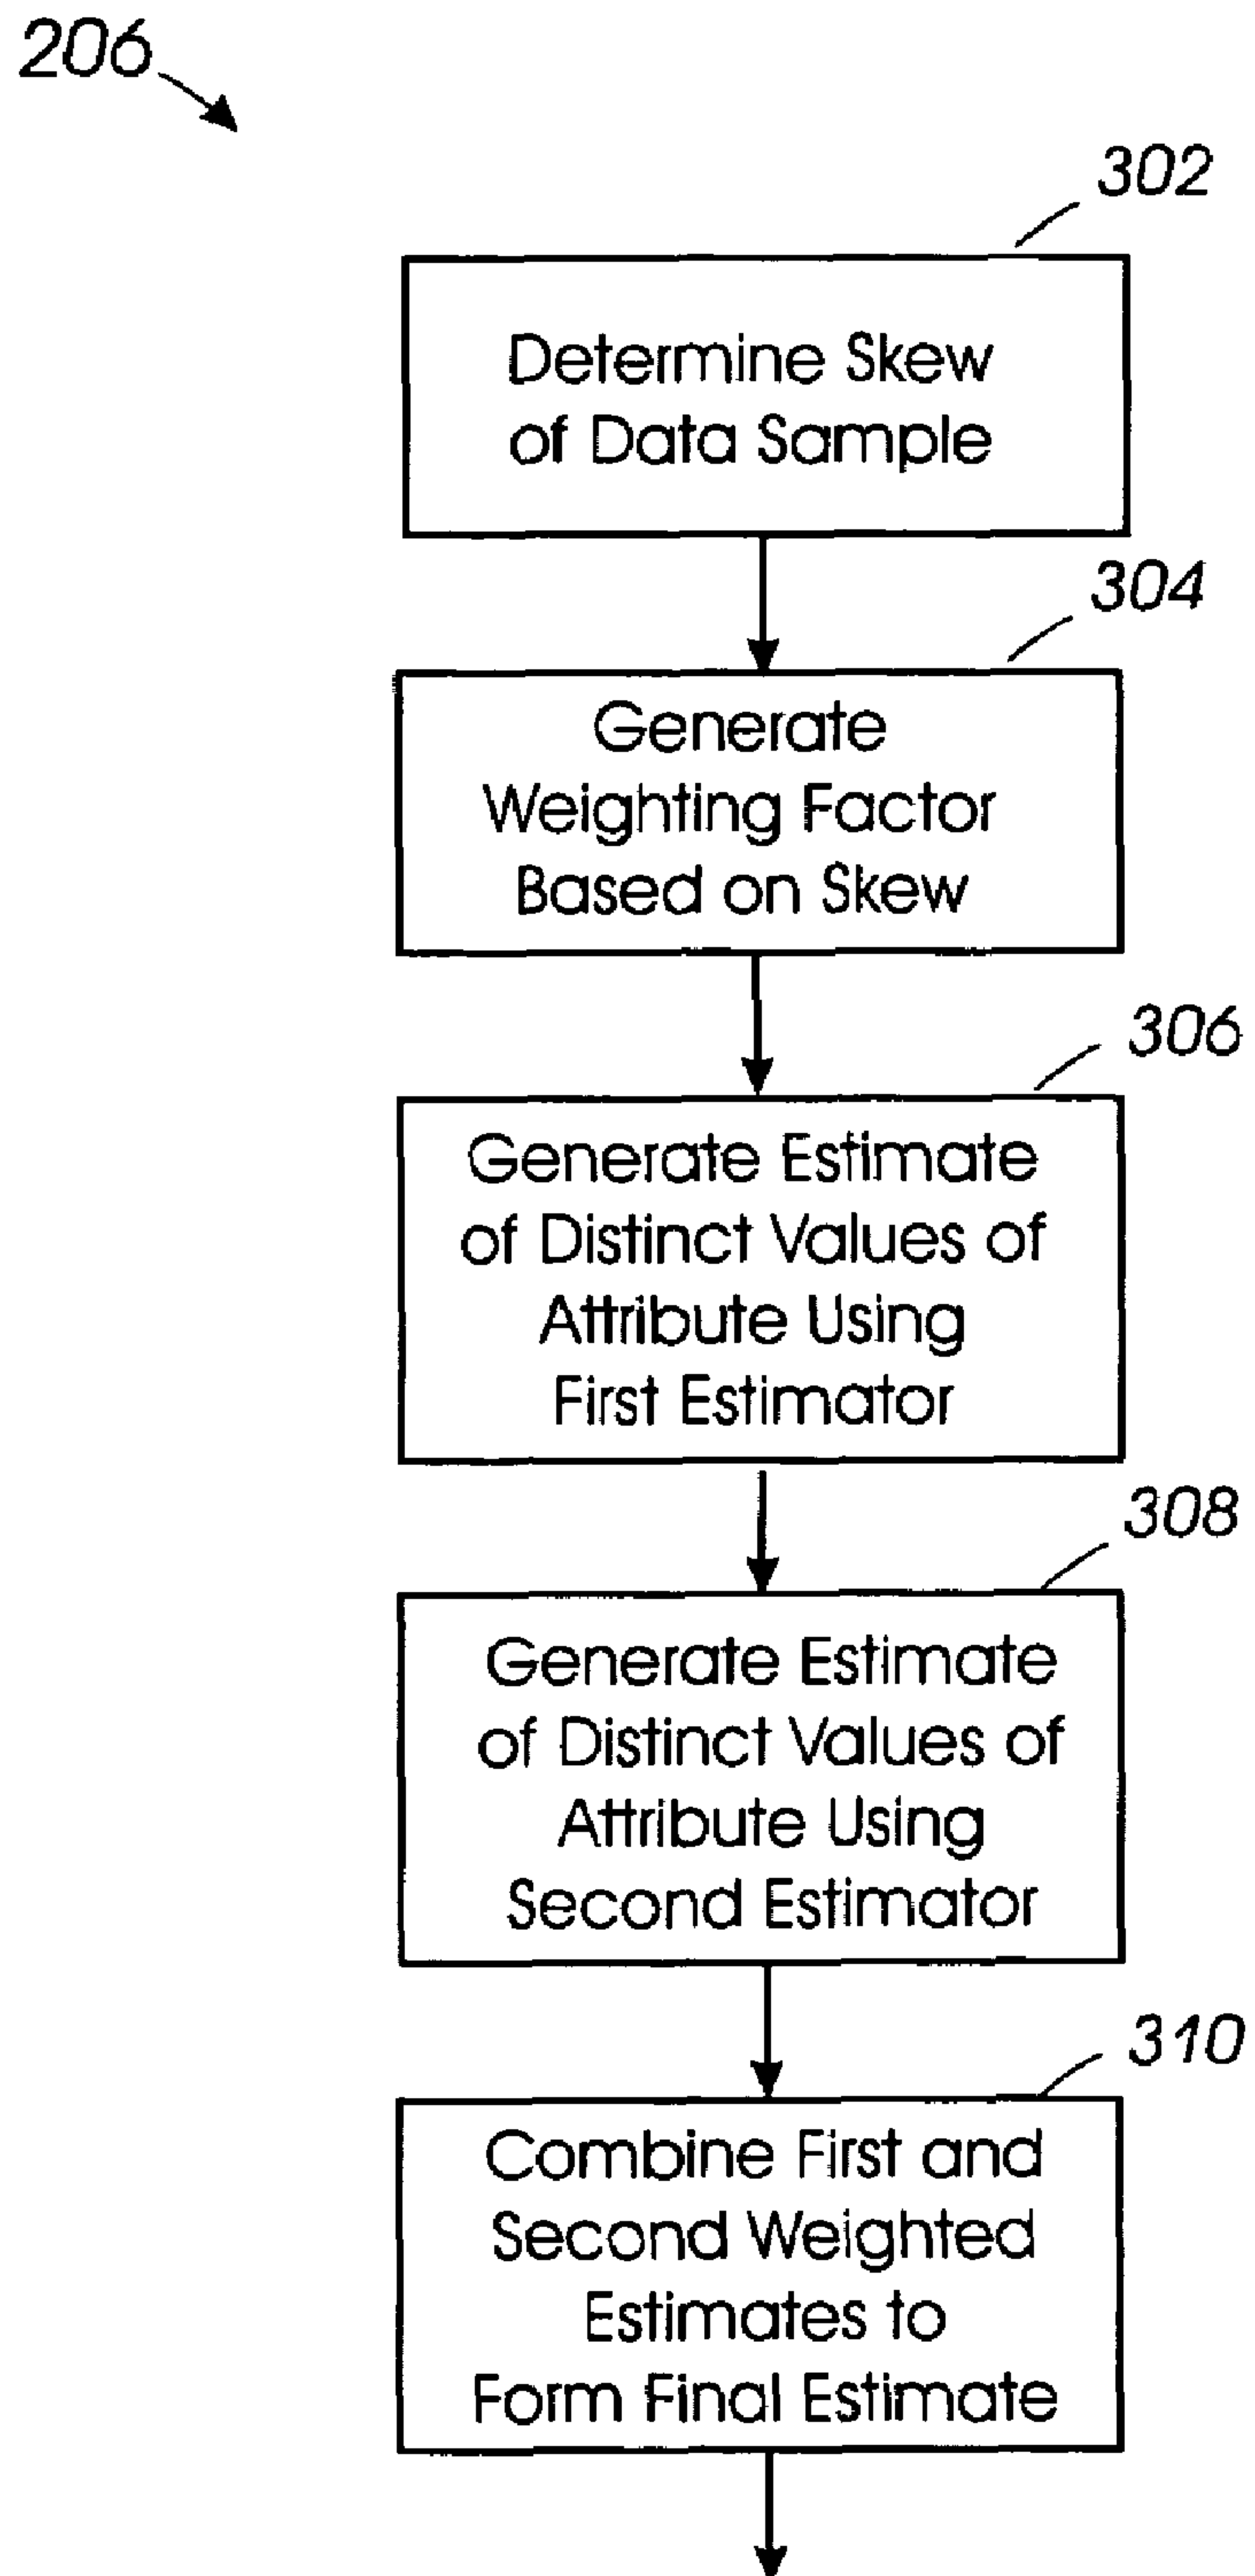 206
302
Determine Skew
of Data Sample
304
Generate
Weighting Factor
Based on Skew
306
Generate Estimate
of Distinct Values of
Attribute Using
First Estimator
308
Generate Estimate
of Distinct Values of
Attribute Using
Second Estimator
310
Combine First and
Second Weighted
Estimates to
Form Final Estimate